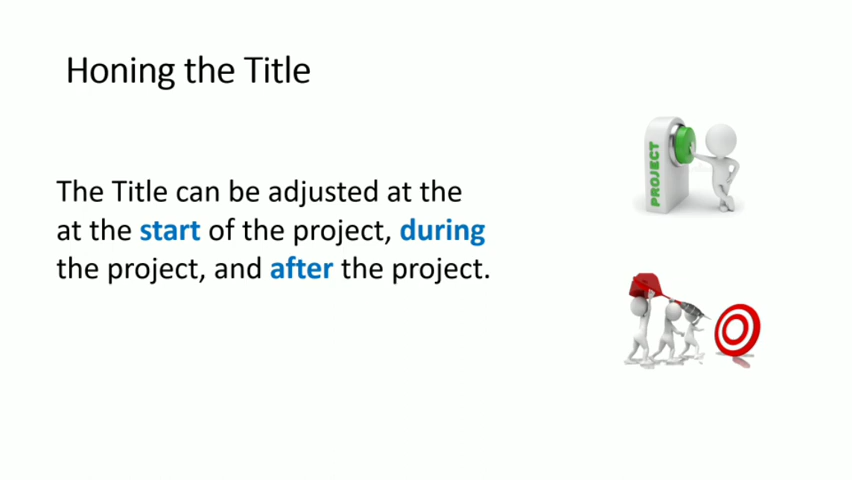 Honing the Title
The Title can be adjusted at the
at the start of the project, during
the project, and after the project.
PROJECT